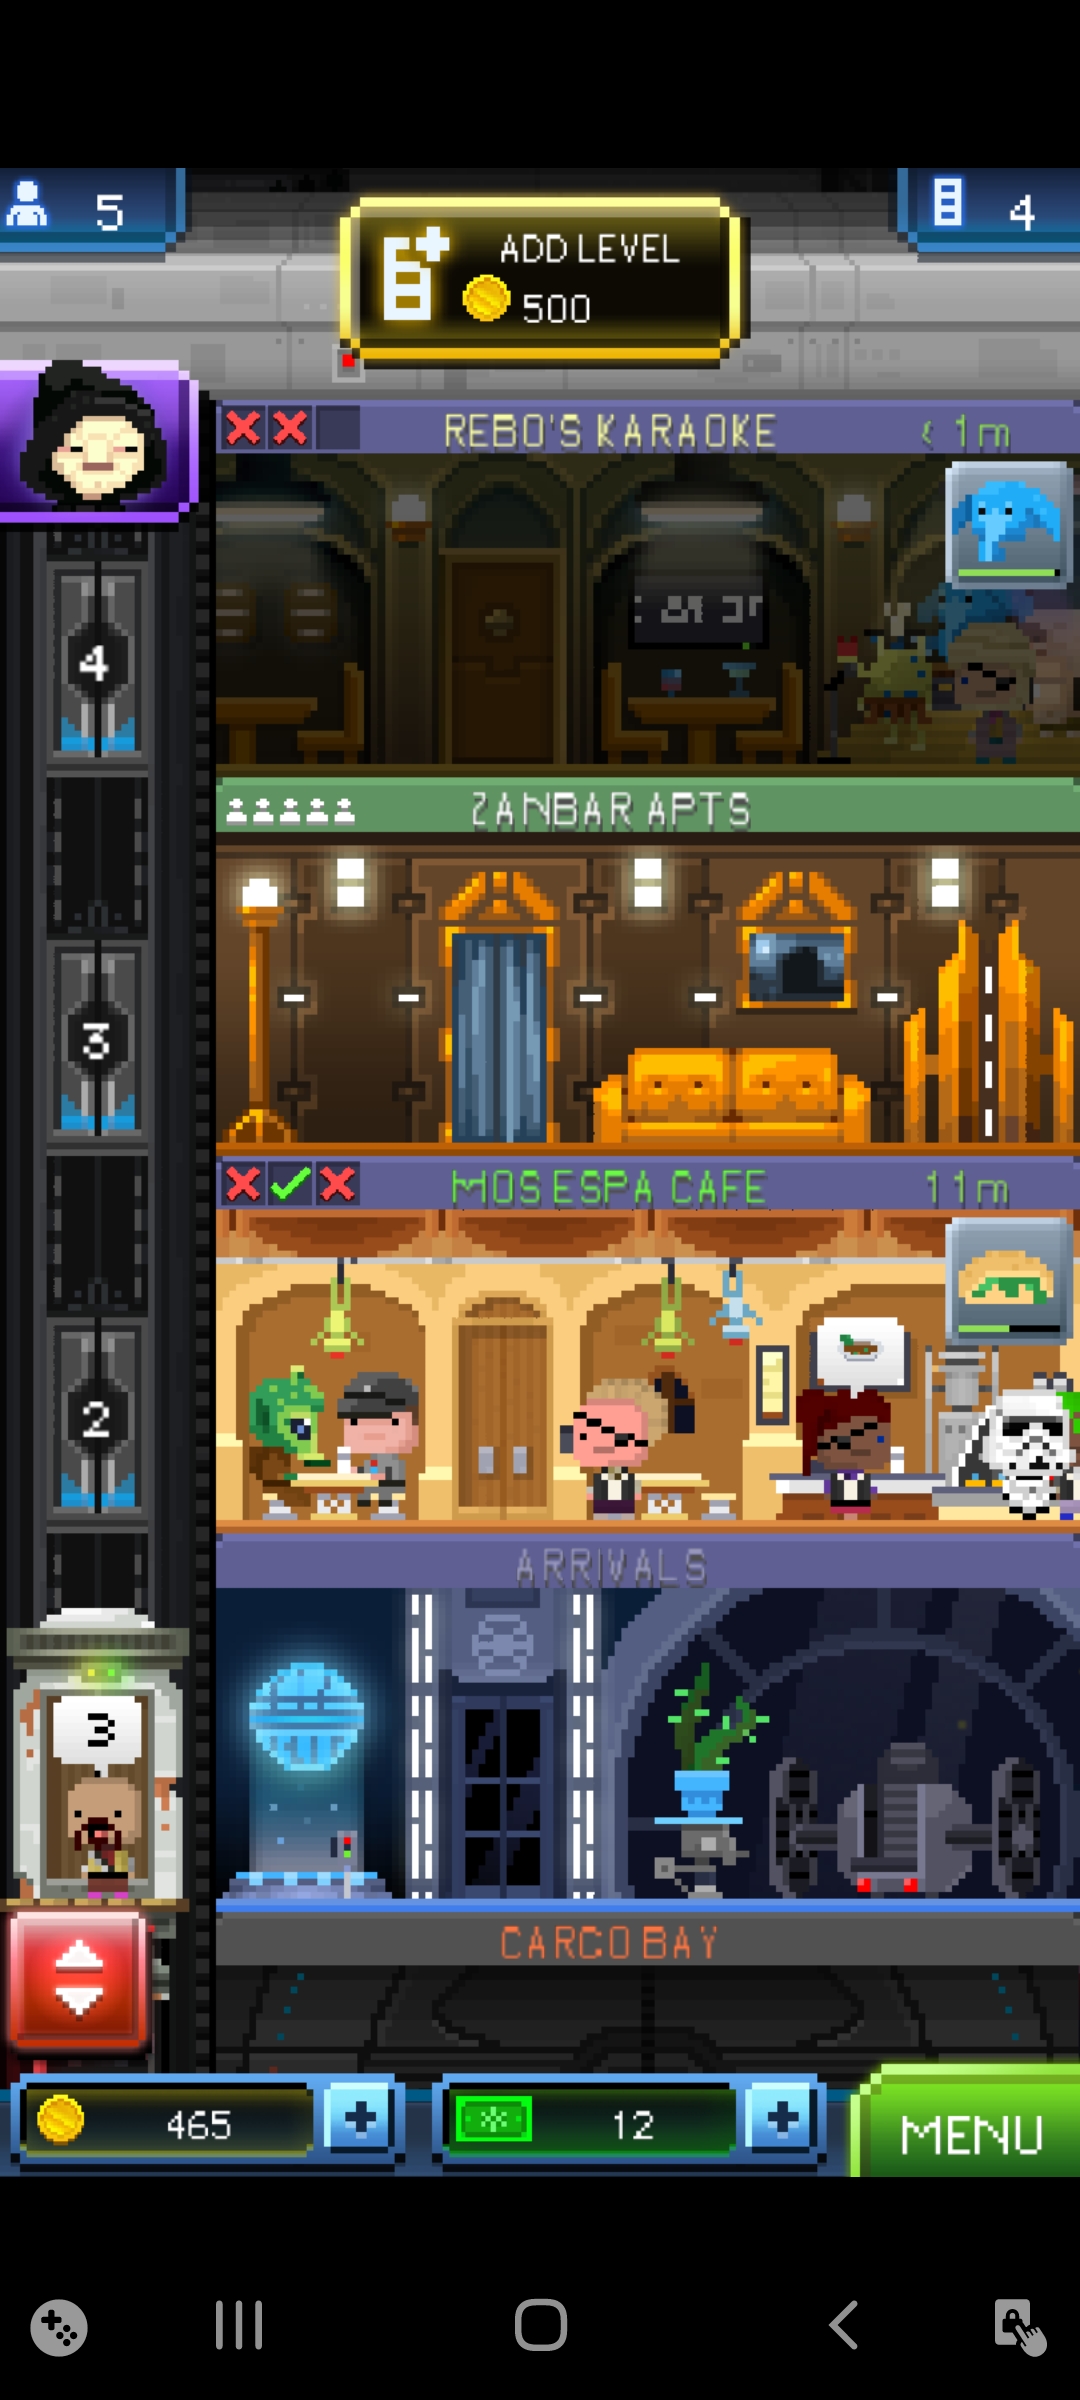 5
ADD LEVEL
500
4
REBO'S KARAOKE
< 1m
4
ZANBAR APTS
3
MOS ESPA CAFE
11m
2
ARRIVALS
3
CARGO BAY
465
12
MENU